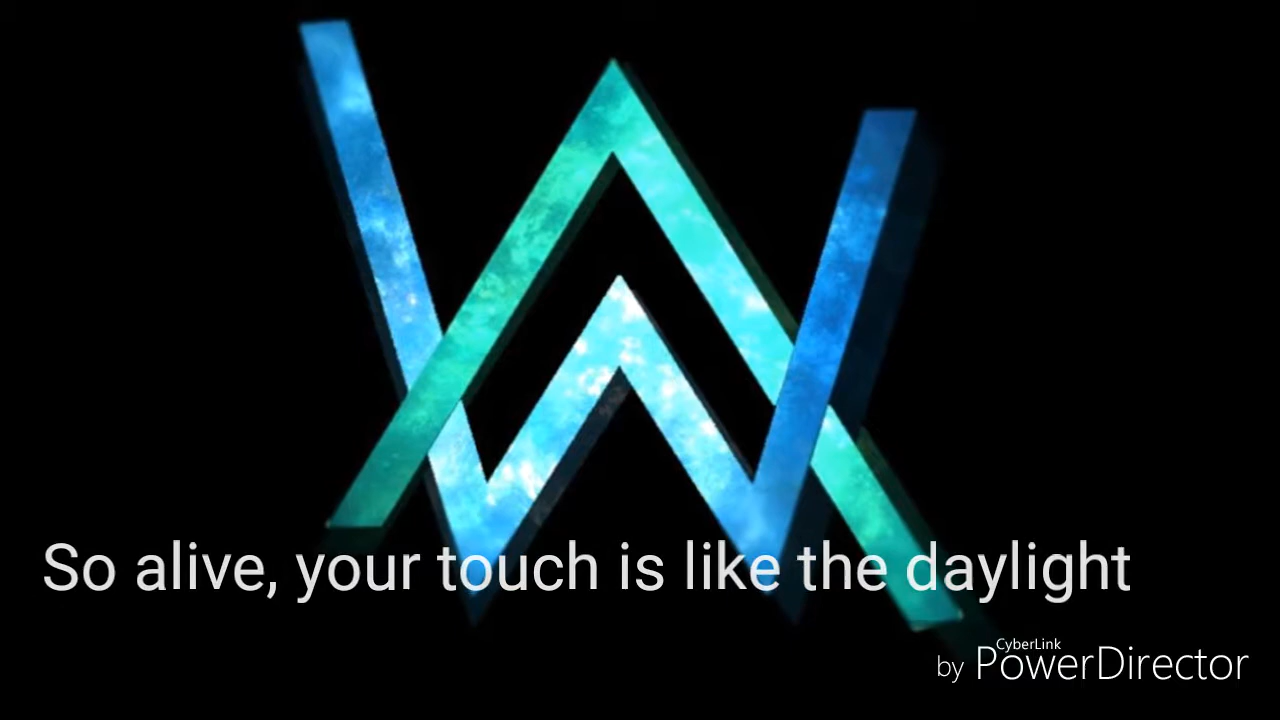 So alive, your touch is like the daylight
CyberLink
by PowerDirector